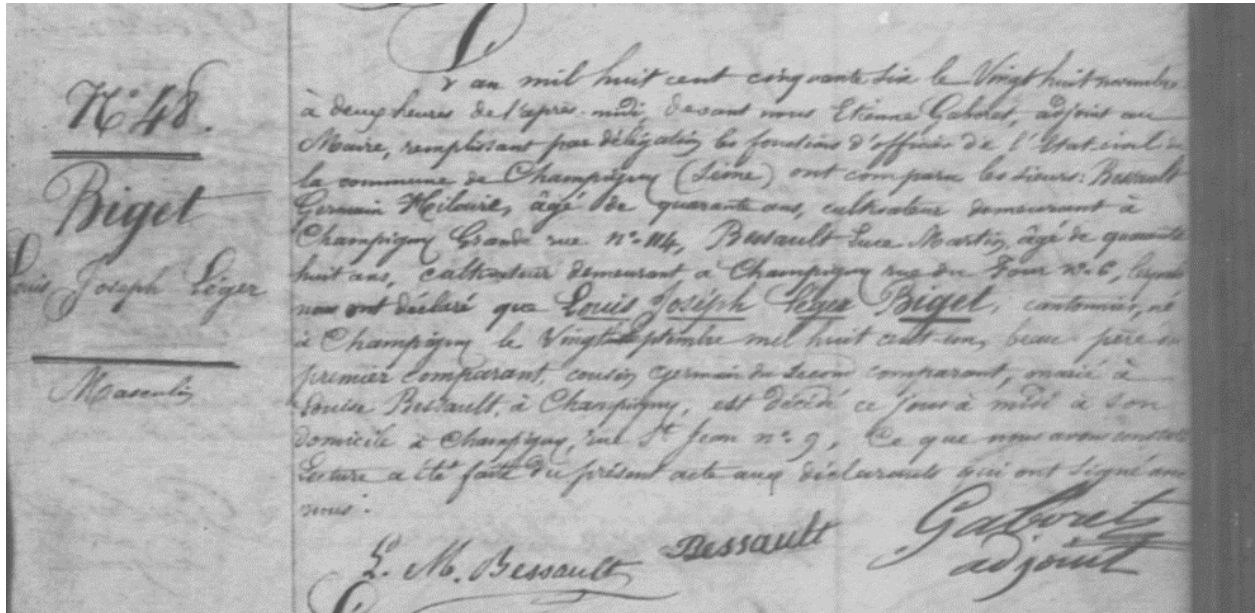 N° 48.
Biget
Louis Joseph Léger
Masculin
L'an mil huit cent cinquante six le Vingt huit novembre
à deux heures de l'après-midi, devant nous Etienne Gaboret, adjoint au
Maire, remplissant par délégation les fonctions d'officier de l'Etat-civil de
la commune de Champigny (Seine) ont comparu les sieurs: Bessault
Germain Hilaire, âgé de quarante ans, cultivateur demeurant à
Champigny Grande rue n° 114, Bessault Luce Martin, âgé de quarante
huit ans, cultivateur demeurant à Champigny rue du Four n° 6, lesquels
nous ont déclaré que Louis Joseph Léger Biget, cantonnier, né
à Champigny le Vingt septembre mil huit cent un, beau-père du
premier comparant, cousin germain du second comparant, marié à
Louise Bessault, à Champigny, est décédé ce jour à midi à son
domicile à Champigny, rue St Jean n° 9, Ce que nous avons constaté
Lecture a été faite du présent acte aux déclarants qui ont signé avec
nous.
L. M. Bessault
Bessault
Gaboret
adjoint